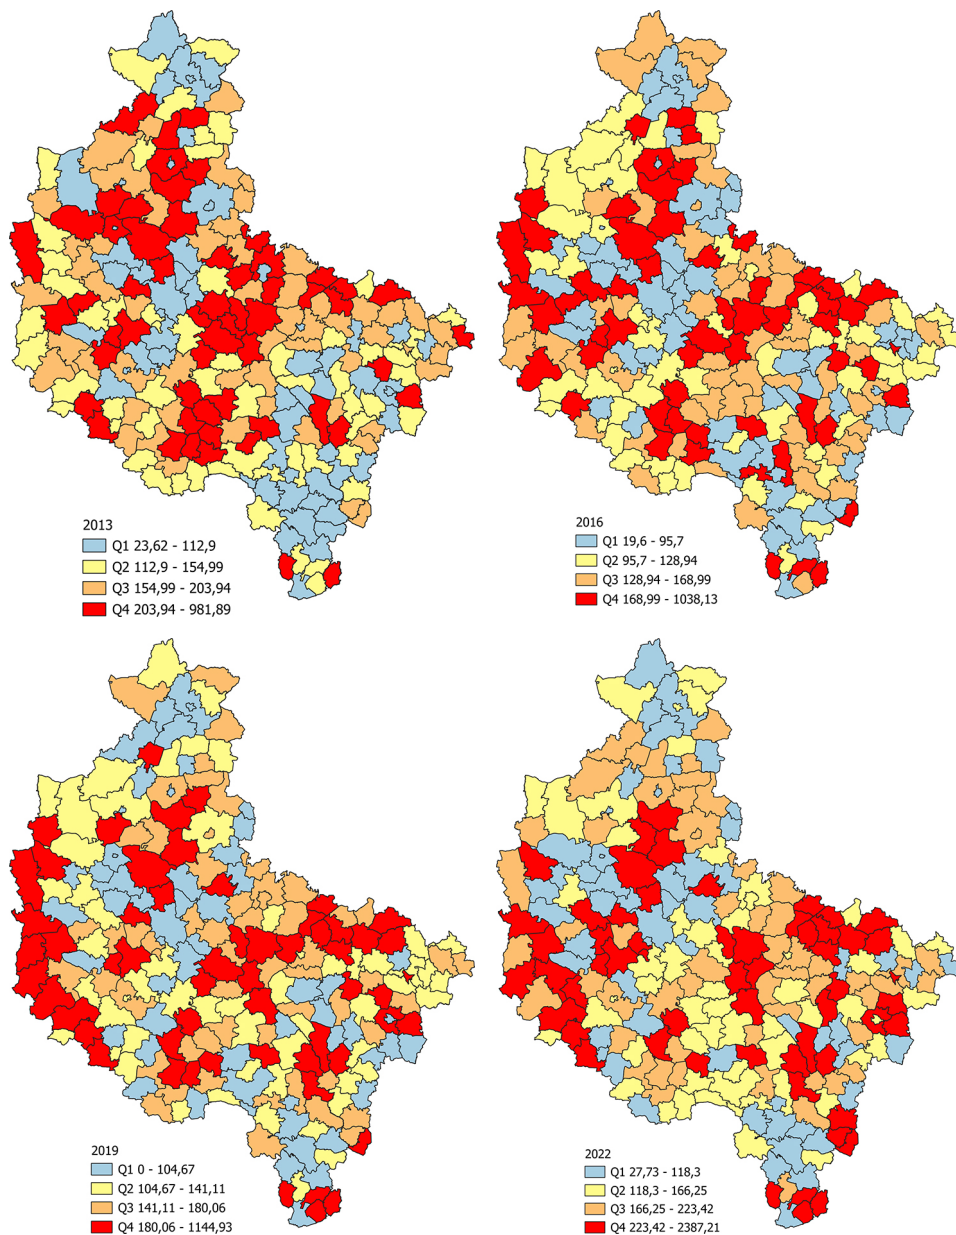 2013
Q1 23,62 - 112,9
Q2 112,9 - 154,99
Q3 154,99 - 203,94
Q4 203,94 - 981,89
2016
Q1 19,6 - 95,7
Q2 95,7 - 128,94
Q3 128,94 - 168,99
Q4 168,99 - 1038,13
2019
Q1 0 - 104,67
Q2 104,67 - 141,11
Q3 141,11 - 180,06
Q4 180,06 - 1144,93
2022
Q1 27,73 - 118,3
Q2 118,3 - 166,25
Q3 166,25 - 223,42
Q4 223,42 - 2387,21